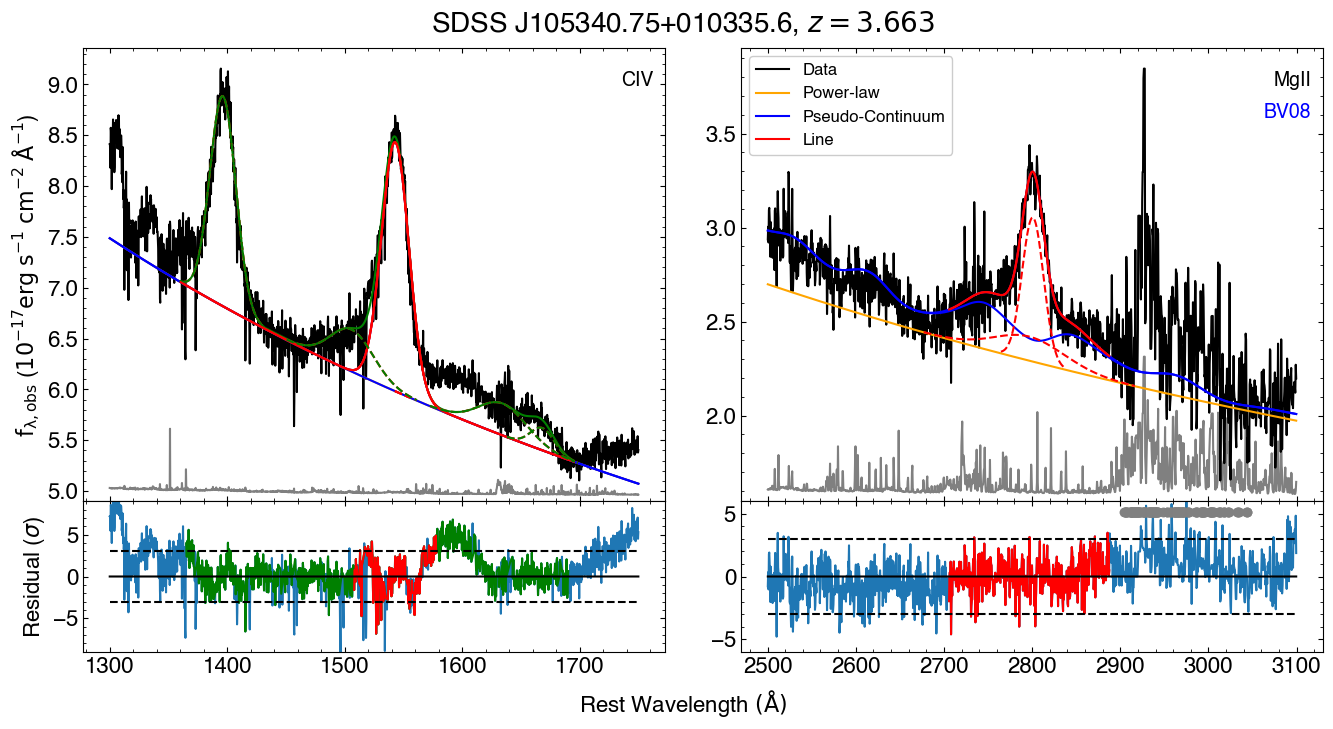 SDSS J105340.75+010335.6, z = 3.663
CIV
9.0
8.5
8.0
7.5
7.0
6.5
6.0
5.5
5.0
fλ, obs (10⁻¹⁷ erg s⁻¹ cm⁻² Å⁻¹)
Data
Power-law
Pseudo-Continuum
Line
MgII
BV08
3.5
3.0
2.5
2.0
5
0
−5
Residual (σ)
1300 1400 1500 1600 1700
5
0
−5
2500 2600 2700 2800 2900 3000 3100
Rest Wavelength (Å)